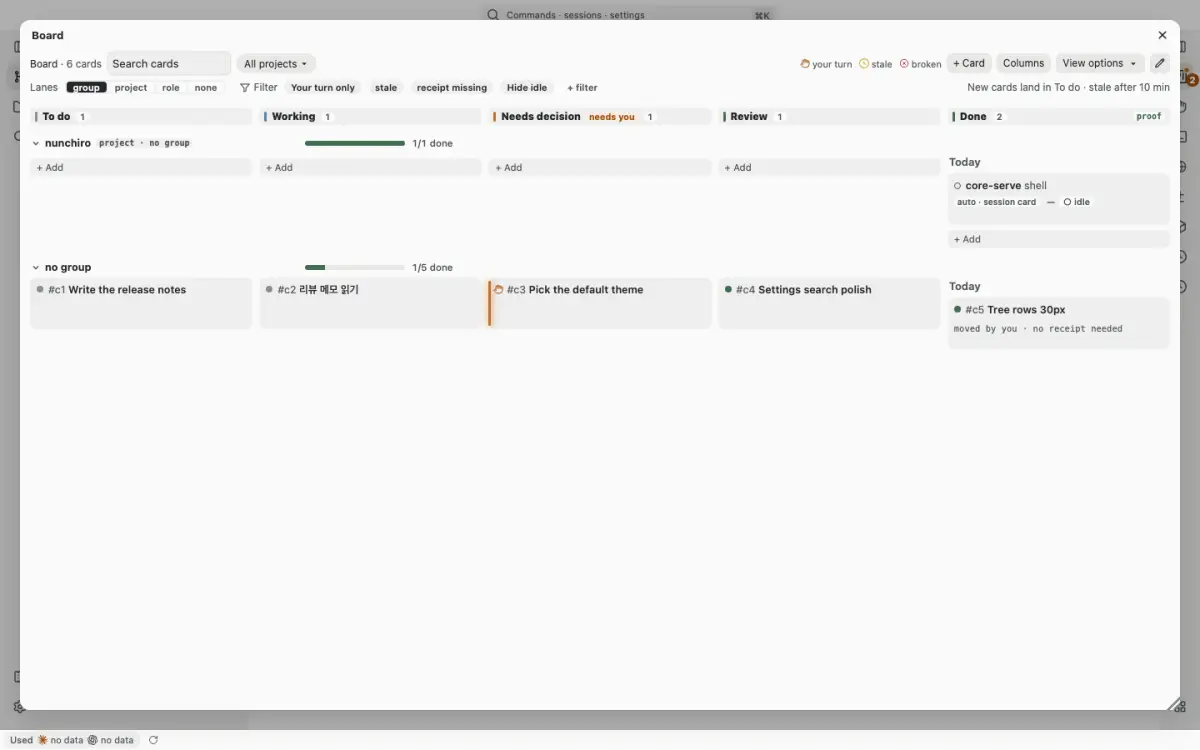 Commands · sessions · settings ⌘K
Board
Board · 6 cards Search cards All projects your turn stale broken + Card Columns View options
Lanes group project role none Filter Your turn only stale receipt missing Hide idle + filter New cards land in To do · stale after 10 min
To do 1 Working 1 Needs decision needs you 1 Review 1 Done 2 proof
nunchiro project · no group 1/1 done
+ Add + Add + Add + Add
Today
core-serve shell
auto · session card — idle
+ Add
no group 1/5 done
#c1 Write the release notes #c2 리뷰 메모 읽기 #c3 Pick the default theme #c4 Settings search polish
Today
#c5 Tree rows 30px
moved by you · no receipt needed
2
Used no data no data